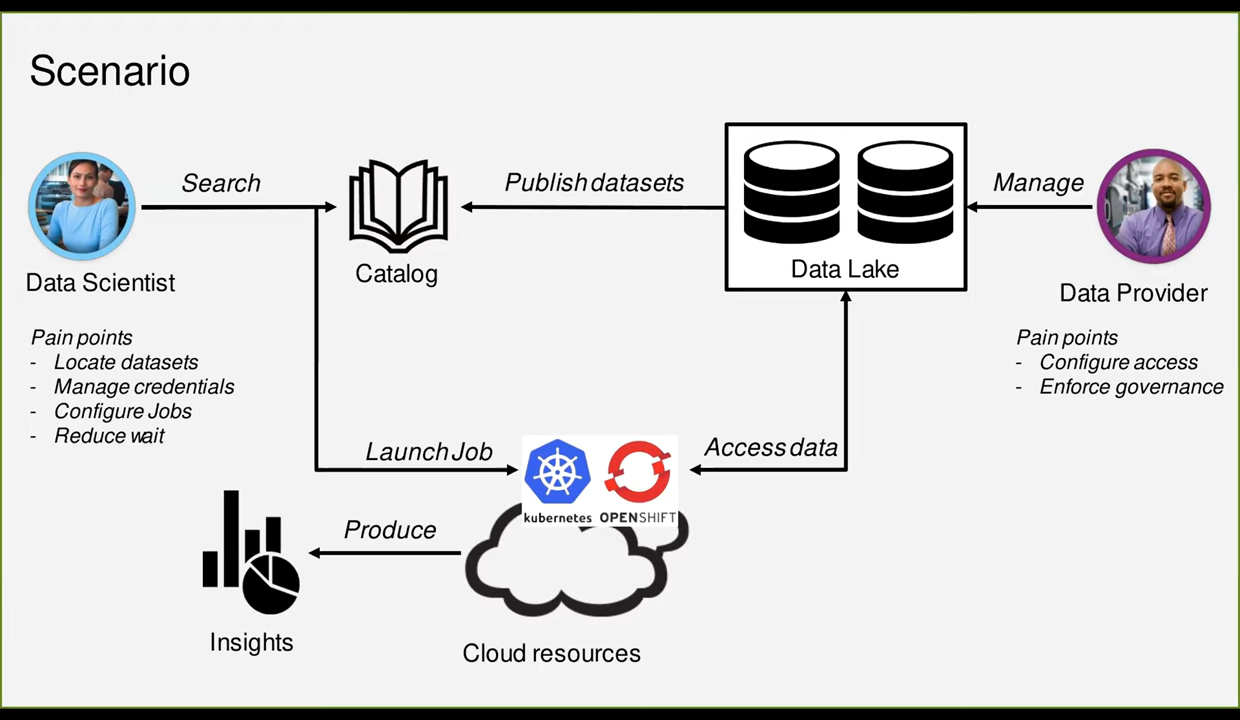 Scenario
Search
Publish datasets
Manage
Data Scientist
Catalog
Data Lake
Data Provider
Pain points
- Locate datasets
- Manage credentials
- Configure Jobs
- Reduce wait
Pain points
- Configure access
- Enforce governance
Launch Job
Access data
kubernetes
OPENSHIFT
Produce
Insights
Cloud resources